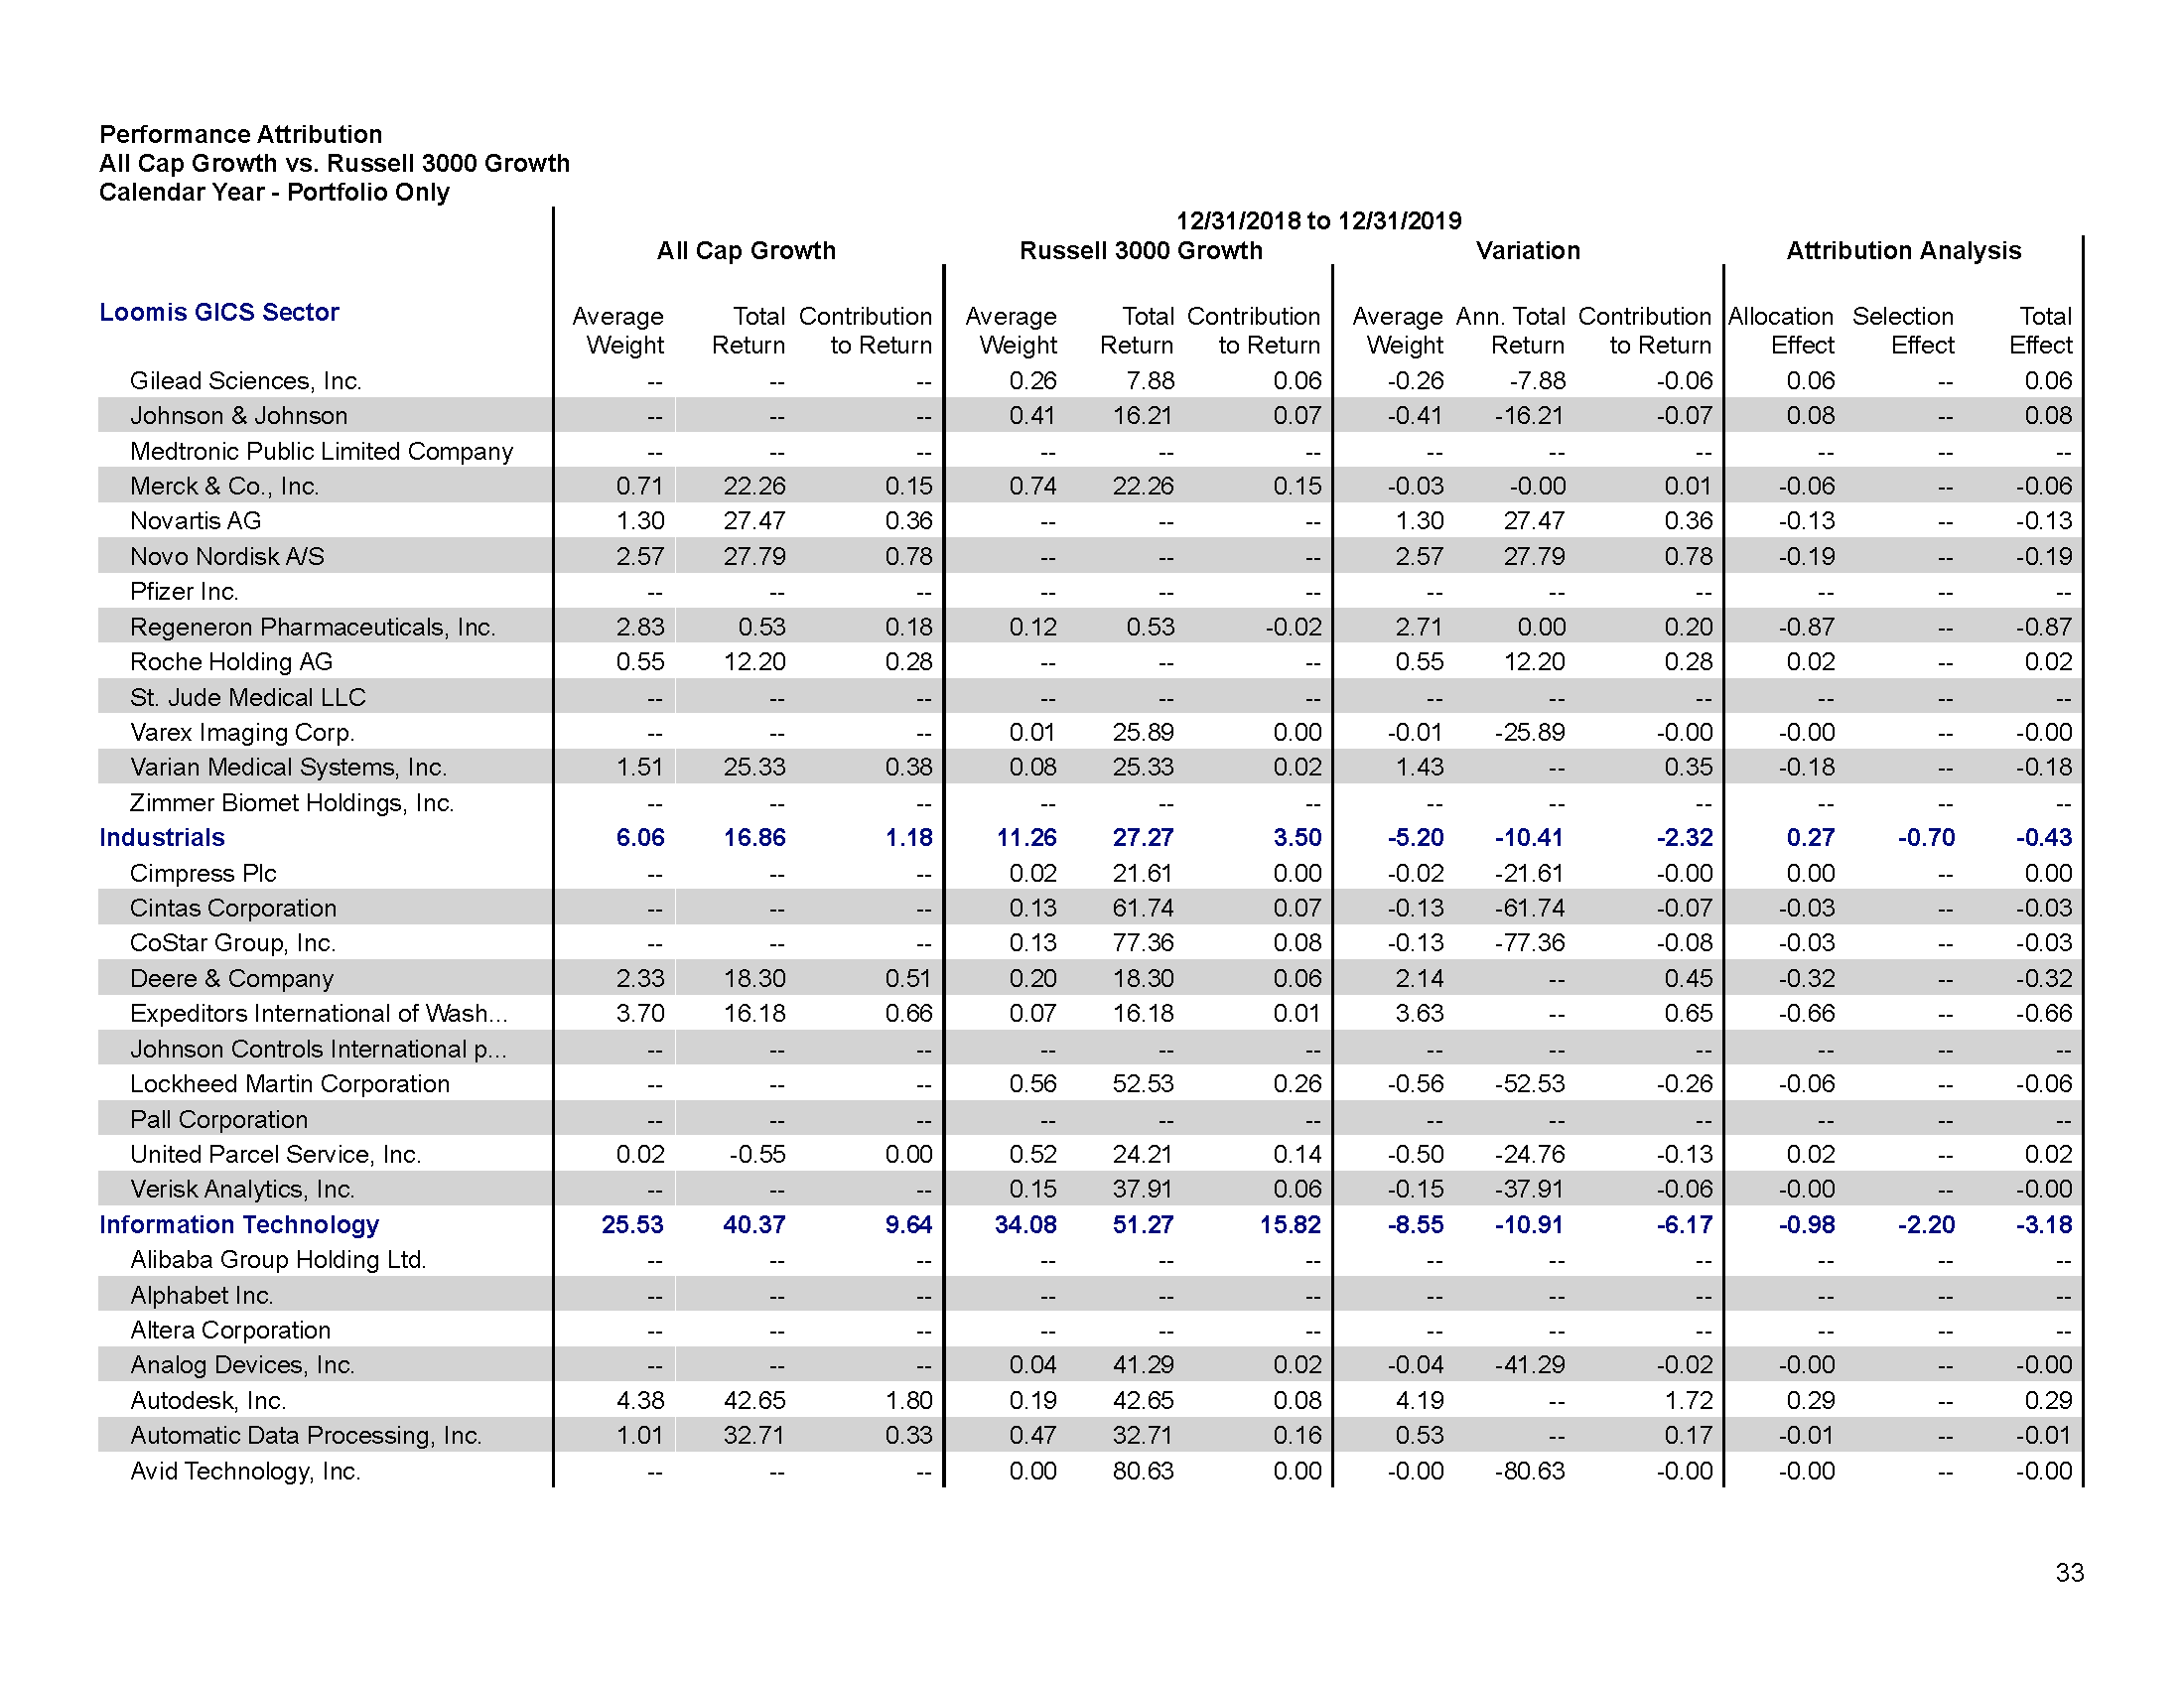 Performance Attribution
All Cap Growth vs. Russell 3000 Growth
Calendar Year - Portfolio Only
12/31/2018 to 12/31/2019
All Cap Growth Russell 3000 Growth Variation Attribution Analysis
Loomis GICS Sector Average Total Contribution Average Total Contribution Average Ann. Total Contribution Allocation Selection Total
Weight Return to Return Weight Return to Return Weight Return to Return Effect Effect Effect
Gilead Sciences, Inc. -- -- -- 0.26 7.88 0.06 -0.26 -7.88 -0.06 0.06 -- 0.06
Johnson & Johnson -- -- -- 0.41 16.21 0.07 -0.41 -16.21 -0.07 0.08 -- 0.08
Medtronic Public Limited Company -- -- -- -- -- -- -- -- -- -- -- --
Merck & Co., Inc. 0.71 22.26 0.15 0.74 22.26 0.15 -0.03 -0.00 0.01 -0.06 -- -0.06
Novartis AG 1.30 27.47 0.36 -- -- -- 1.30 27.47 0.36 -0.13 -- -0.13
Novo Nordisk A/S 2.57 27.79 0.78 -- -- -- 2.57 27.79 0.78 -0.19 -- -0.19
Pfizer Inc. -- -- -- -- -- -- -- -- -- -- -- --
Regeneron Pharmaceuticals, Inc. 2.83 0.53 0.18 0.12 0.53 -0.02 2.71 0.00 0.20 -0.87 -- -0.87
Roche Holding AG 0.55 12.20 0.28 -- -- -- 0.55 12.20 0.28 0.02 -- 0.02
St. Jude Medical LLC -- -- -- -- -- -- -- -- -- -- -- --
Varex Imaging Corp. -- -- -- 0.01 25.89 0.00 -0.01 -25.89 -0.00 -0.00 -- -0.00
Varian Medical Systems, Inc. 1.51 25.33 0.38 0.08 25.33 0.02 1.43 -- 0.35 -0.18 -- -0.18
Zimmer Biomet Holdings, Inc. -- -- -- -- -- -- -- -- -- -- -- --
Industrials 6.06 16.86 1.18 11.26 27.27 3.50 -5.20 -10.41 -2.32 0.27 -0.70 -0.43
Cimpress Plc -- -- -- 0.02 21.61 0.00 -0.02 -21.61 -0.00 0.00 -- 0.00
Cintas Corporation -- -- -- 0.13 61.74 0.07 -0.13 -61.74 -0.07 -0.03 -- -0.03
CoStar Group, Inc. -- -- -- 0.13 77.36 0.08 -0.13 -77.36 -0.08 -0.03 -- -0.03
Deere & Company 2.33 18.30 0.51 0.20 18.30 0.06 2.14 -- 0.45 -0.32 -- -0.32
Expeditors International of Wash... 3.70 16.18 0.66 0.07 16.18 0.01 3.63 -- 0.65 -0.66 -- -0.66
Johnson Controls International p... -- -- -- -- -- -- -- -- -- -- -- --
Lockheed Martin Corporation -- -- -- 0.56 52.53 0.26 -0.56 -52.53 -0.26 -0.06 -- -0.06
Pall Corporation -- -- -- -- -- -- -- -- -- -- -- --
United Parcel Service, Inc. 0.02 -0.55 0.00 0.52 24.21 0.14 -0.50 -24.76 -0.13 0.02 -- 0.02
Verisk Analytics, Inc. -- -- -- 0.15 37.91 0.06 -0.15 -37.91 -0.06 -0.00 -- -0.00
Information Technology 25.53 40.37 9.64 34.08 51.27 15.82 -8.55 -10.91 -6.17 -0.98 -2.20 -3.18
Alibaba Group Holding Ltd. -- -- -- -- -- -- -- -- -- -- -- --
Alphabet Inc. -- -- -- -- -- -- -- -- -- -- -- --
Altera Corporation -- -- -- -- -- -- -- -- -- -- -- --
Analog Devices, Inc. -- -- -- 0.04 41.29 0.02 -0.04 -41.29 -0.02 -0.00 -- -0.00
Autodesk, Inc. 4.38 42.65 1.80 0.19 42.65 0.08 4.19 -- 1.72 0.29 -- 0.29
Automatic Data Processing, Inc. 1.01 32.71 0.33 0.47 32.71 0.16 0.53 -- 0.17 -0.01 -- -0.01
Avid Technology, Inc. -- -- -- 0.00 80.63 0.00 -0.00 -80.63 -0.00 -0.00 -- -0.00
33